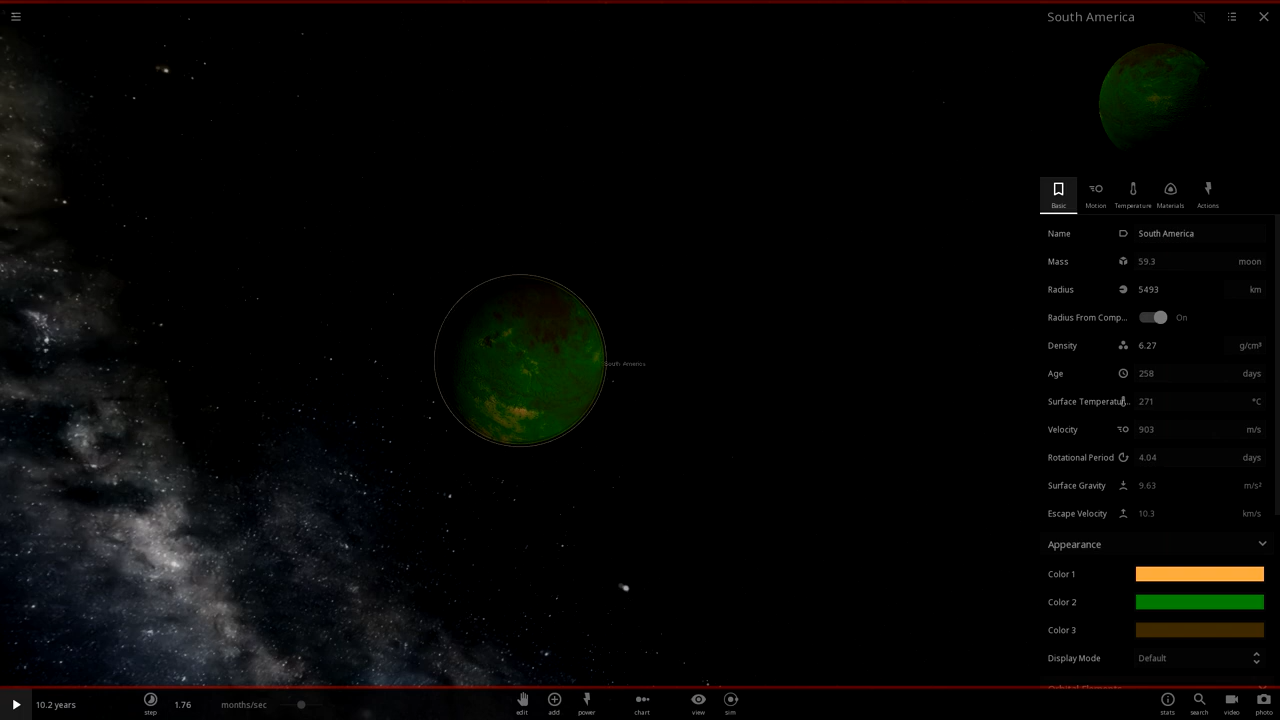 South America
South America
Basic Motion Temperature Materials Actions
Name South America
Mass 59.3 moon
Radius 5493 km
Radius From Comp... On
Density 6.27 g/cm³
Age 258 days
Surface Temperatur... 271 °C
Velocity 903 m/s
Rotational Period 4.04 days
Surface Gravity 9.63 m/s²
Escape Velocity 10.3 km/s
Appearance
Color 1
Color 2
Color 3
Display Mode Default
Orbital Elements
10.2 years step 1.76 months/sec edit add power chart view sim stats search video photo